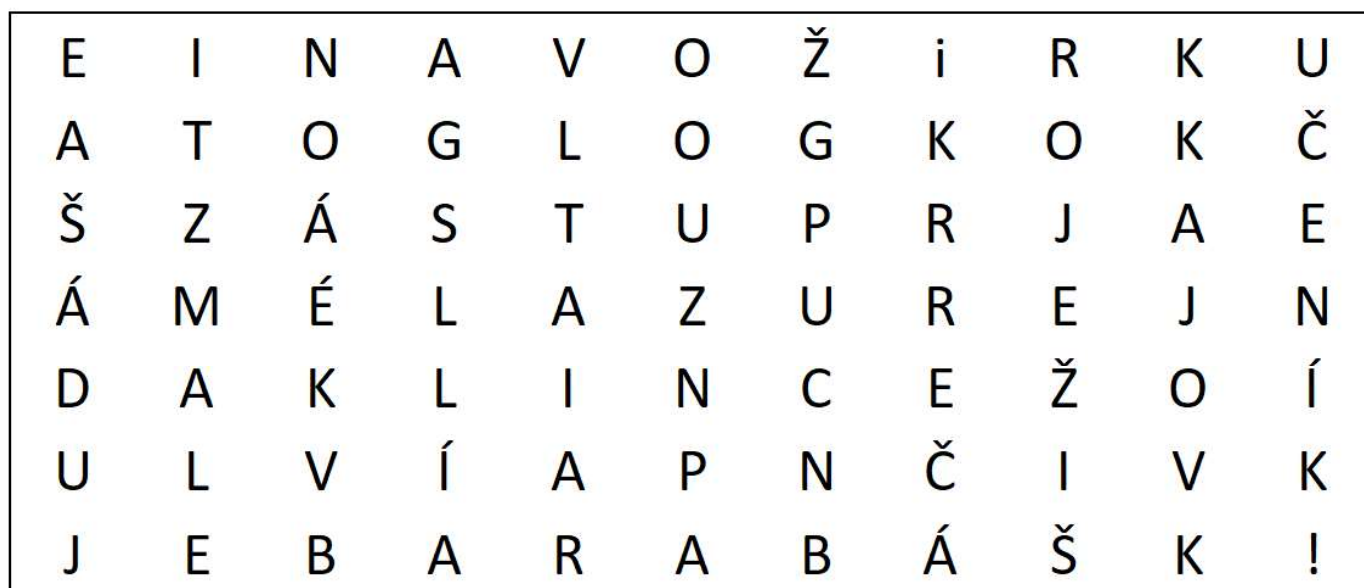 E I N A V O Ž i R K U
A T O G L O G K O K Č
Š Z Á S T U P R J A E
Á M É L A Z U R E J N
D A K L I N C E Ž O Í
U L V Í A P N Č I V K
J E B A R A B Á Š K !